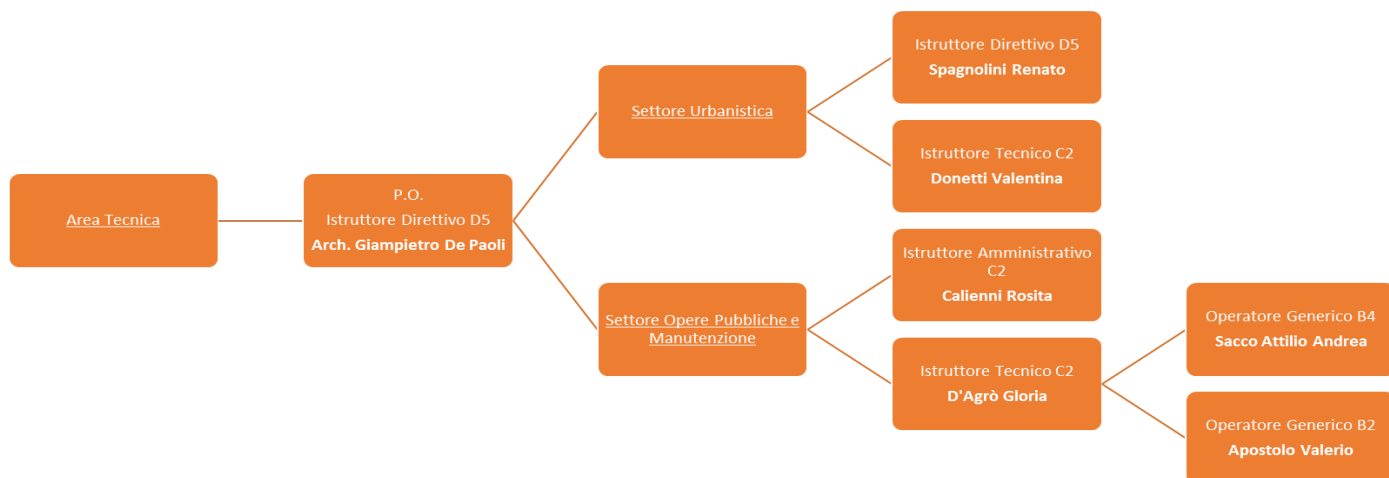 Area Tecnica
P.O.
Istruttore Direttivo D5
Arch. Giampietro De Paoli
Settore Urbanistica
Istruttore Direttivo D5
Spagnolini Renato
Istruttore Tecnico C2
Donetti Valentina
Settore Opere Pubbliche e
Manutenzione
Istruttore Amministrativo
C2
Calienni Rosita
Istruttore Tecnico C2
D'Agrò Gloria
Operatore Generico B4
Sacco Attilio Andrea
Operatore Generico B2
Apostolo Valerio